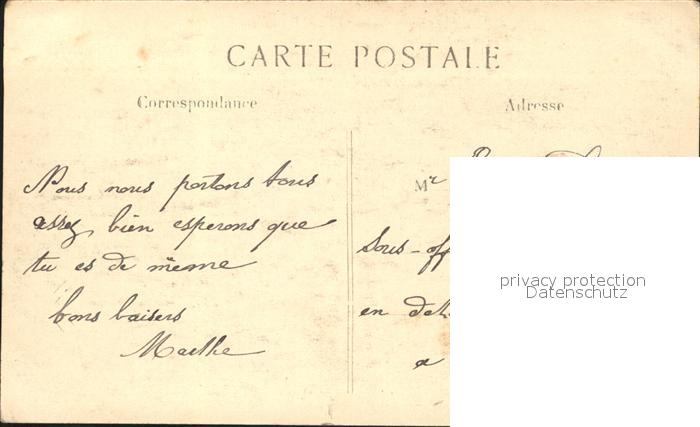 CARTE POSTALE
Correspondance
Adresse
Nous nous portons tous
assez bien esperons que
tu es de même
bons baisers
Marthe
Mr
Sous-off
en
a
privacy protection
Datenschutz